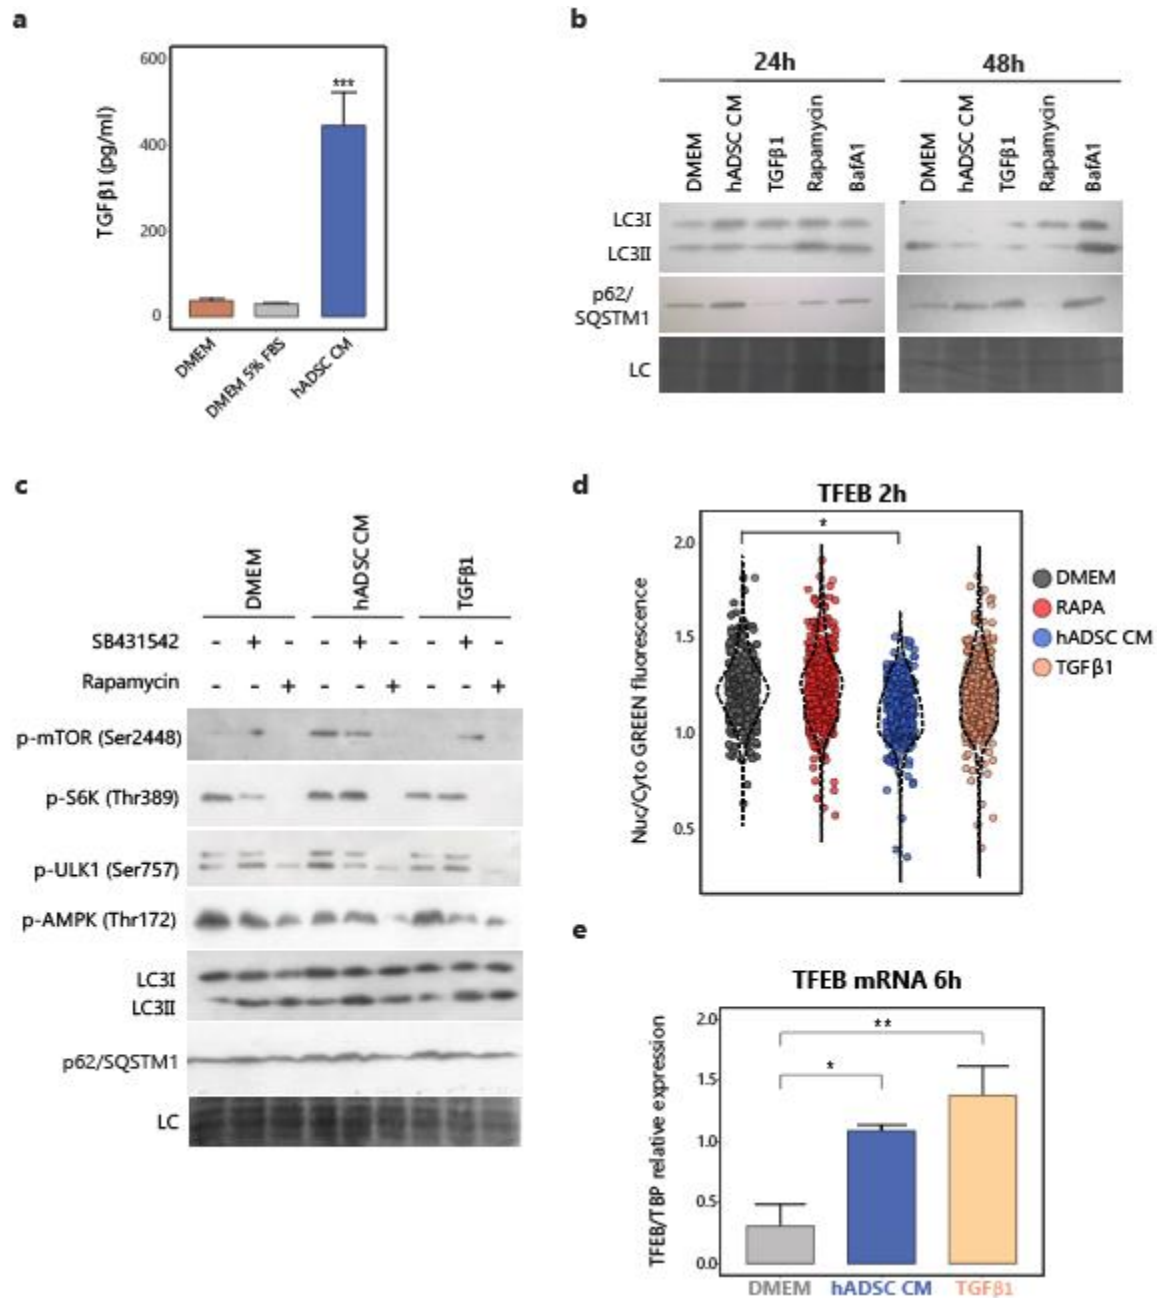 a
600
400
200
0
TGFβ1 (pg/ml)
***
DMEM
DMEM 5% FBS
hADSC CM
b
24h
48h
DMEM
hADSC CM
TGFβ1
Rapamycin
BafA1
DMEM
hADSC CM
TGFβ1
Rapamycin
BafA1
LC3I
LC3II
p62/
SQSTM1
LC
c
DMEM
hADSC CM
TGFβ1
SB431542 - + - - + - - + -
Rapamycin - - + - - + - - +
p-mTOR (Ser2448)
p-S6K (Thr389)
p-ULK1 (Ser757)
p-AMPK (Thr172)
LC3I
LC3II
p62/SQSTM1
LC
d
TFEB 2h
*
2.0
1.5
1.0
0.5
Nuc/Cyto GREEN fluorescence
DMEM
RAPA
hADSC CM
TGFβ1
e
TFEB mRNA 6h
**
*
2.0
1.5
1.0
0.5
0.0
TFEB/TBP relative expression
DMEM
hADSC CM
TGFβ1